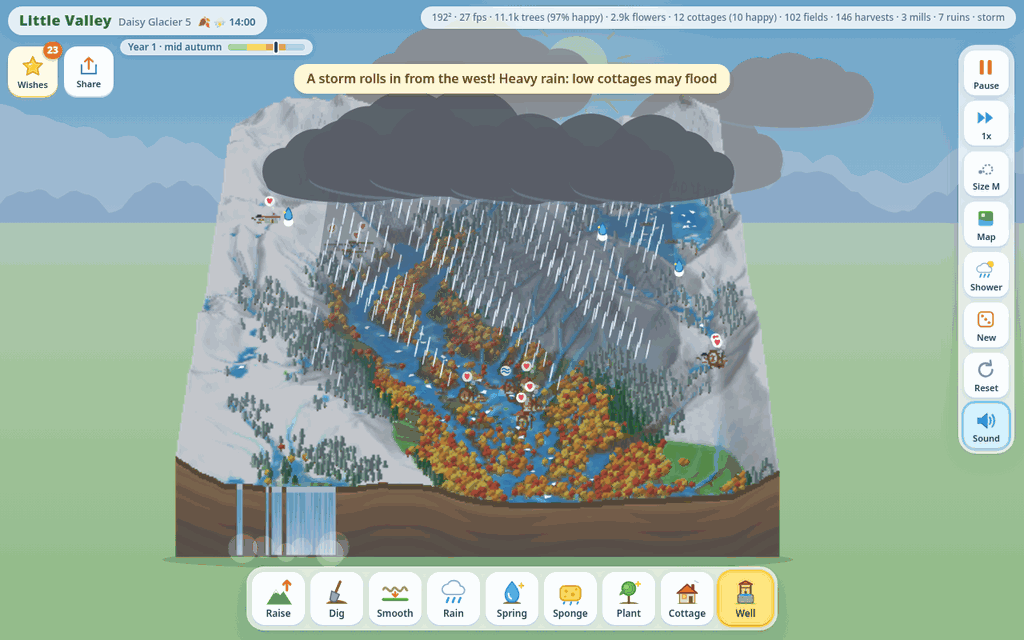 Little Valley Daisy Glacier 5 14:00
192² · 27 fps · 11.1k trees (97% happy) · 2.9k flowers · 12 cottages (10 happy) · 102 fields · 146 harvests · 3 mills · 7 ruins · storm
Year 1 · mid autumn
23
Wishes
Share
A storm rolls in from the west! Heavy rain: low cottages may flood
Pause
1x
Size M
Map
Shower
New
Reset
Sound
Raise
Dig
Smooth
Rain
Spring
Sponge
Plant
Cottage
Well